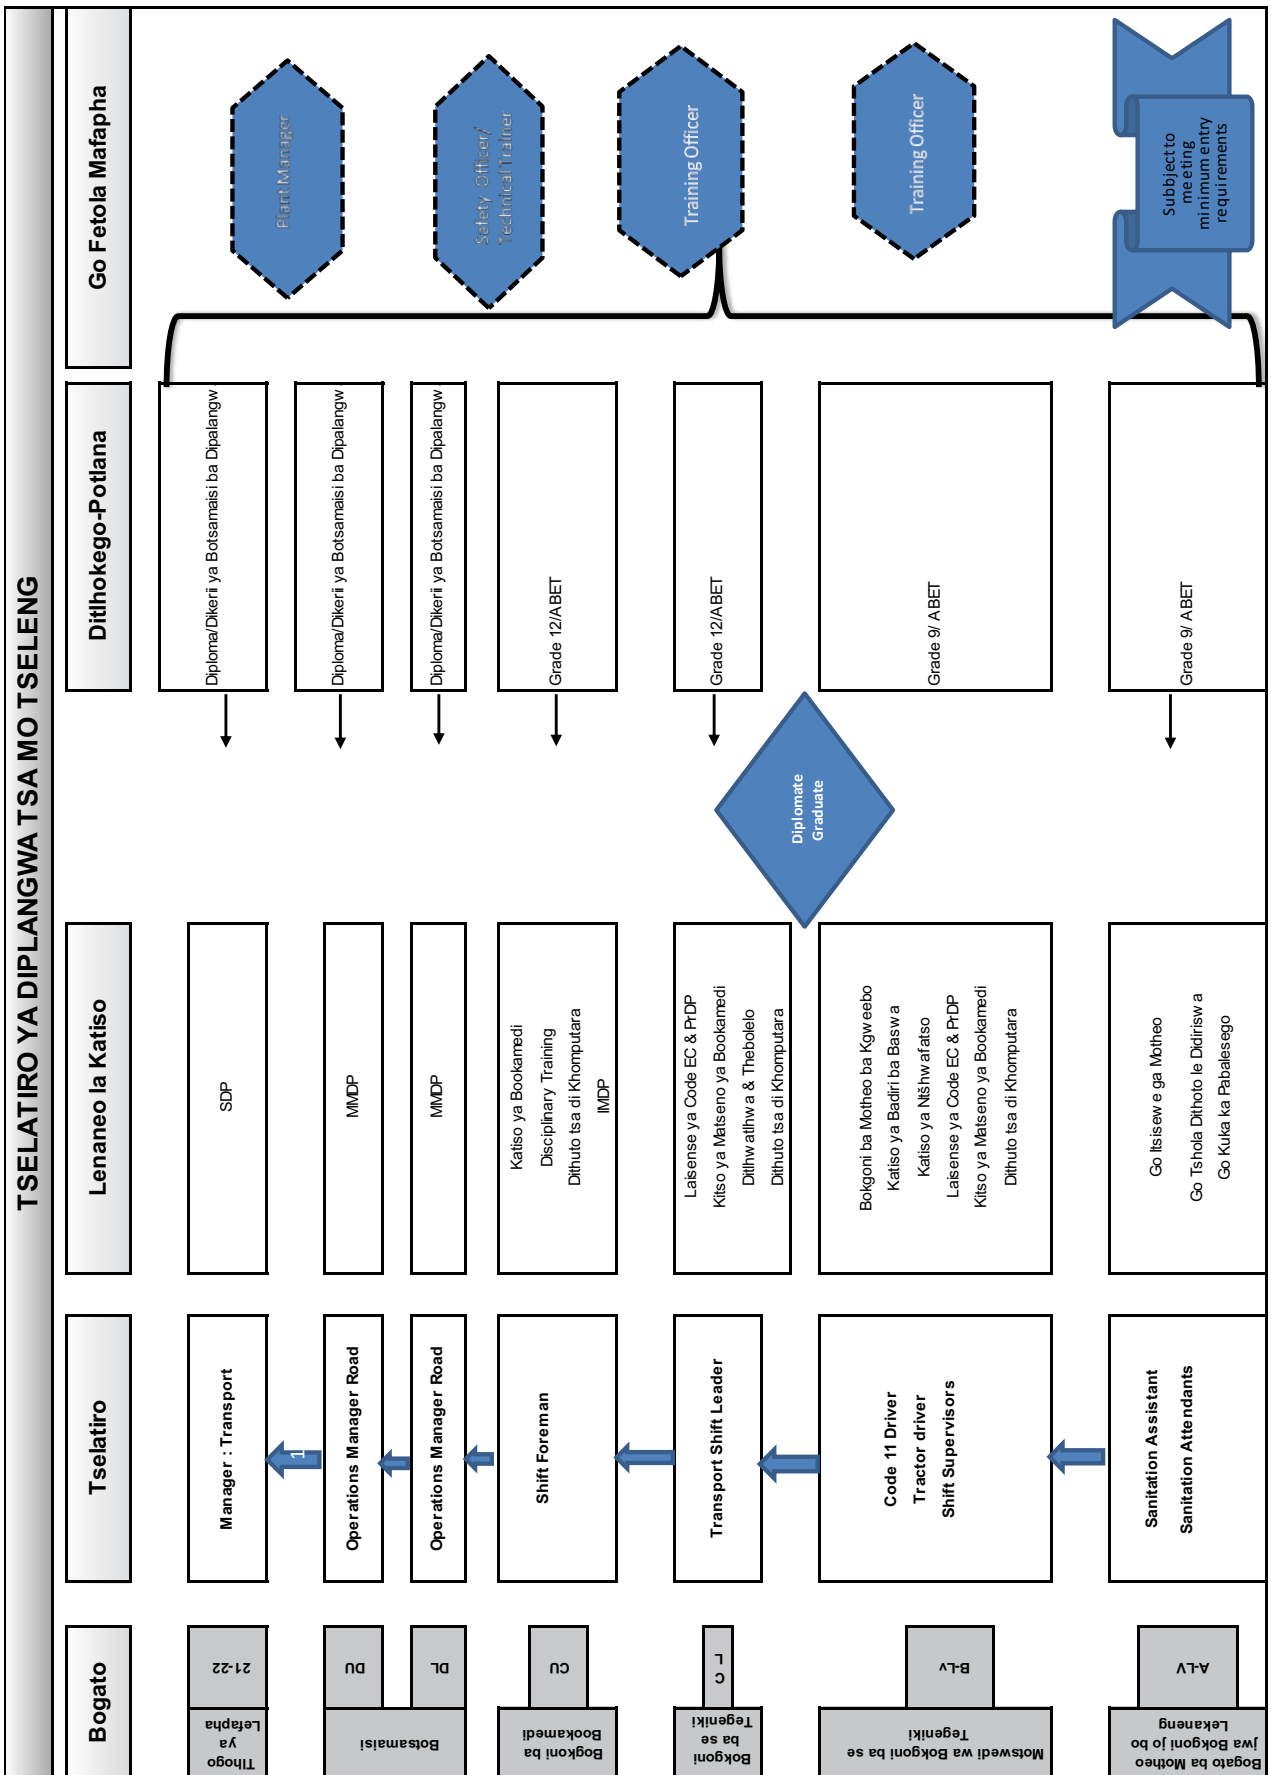 TSELATIRO YA DIPLANGWA TSA MO TSELENG
Bogato
Tselatiro
Lenaneo la Katiso
Ditlhokego-Potlana
Go Fetola Mafapha
Tlhogo
ya
Lefapha
21-22
Manager : Transport
SDP
Diploma/Dikerii ya Botsamaisi ba Dipalangw
Plant Manager
1
Botsamaisi
DU
Operations Manager Road
MMDP
Diploma/Dikerii ya Botsamaisi ba Dipalangw
DL
Operations Manager Road
MMDP
Diploma/Dikerii ya Botsamaisi ba Dipalangw
Safety Officer/
Technical Trainer
Bogkoni ba
Bookamedi
CU
Shift Foreman
Katiso ya Bookamedi
Disciplinary Training
Dithuto tsa di Khomputara
IMDP
Grade 12/ABET
Training Officer
Bokgoni
ba se
Tegeniki
C
L
Transport Shift Leader
Laisense ya Code EC & PrDP
Kitso ya Matseno ya Bookamedi
Ditlhwatlhwa & Thebolelo
Dithuto tsa di Khomputara
Grade 12/ABET
Diplomate
Graduate
Motswedi wa Bokgoni ba se
Tegeniki
B-Lv
Code 11 Driver
Tractor driver
Shift Supervisors
Bokgoni ba Motheo ba Kgweebo
Katiso ya Badiri ba Baswa
Katiso ya Ntšhwafatso
Laisense ya Code EC & PrDP
Kitso ya Matseno ya Bookamedi
Dithuto tsa di Khomputara
Grade 9/ ABET
Training Officer
Bogato ba Motheo
jwa Bokgoni jo bo
Lekaneng
A-LV
Sanitation Assistant
Sanitation Attendants
Go Itsisewe ga Motheo
Go Tshola Dithoto le Didiriswa
Go Kuka ka Pabalesego
Grade 9/ ABET
Subbject to
meeting
minimum entry
requirements